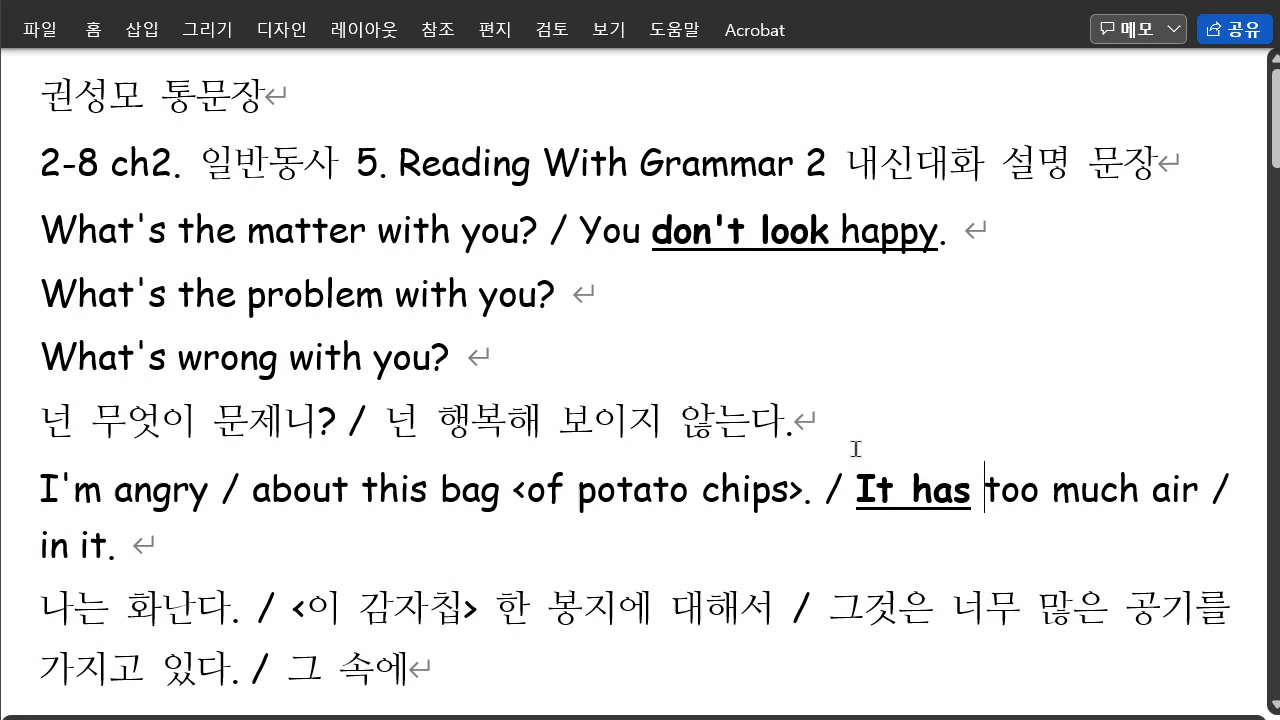 파일 홈 삽입 그리기 디자인 레이아웃 참조 편지 검토 보기 도움말 Acrobat 메모 공유
권성모 통문장
2-8 ch2. 일반동사 5. Reading With Grammar 2 내신대화 설명 문장
What's the matter with you? / You don't look happy.
What's the problem with you?
What's wrong with you?
넌 무엇이 문제니? / 넌 행복해 보이지 않는다.
I'm angry / about this bag <of potato chips>. / It has too much air /
in it.
나는 화난다. / <이 감자칩> 한 봉지에 대해서 / 그것은 너무 많은 공기를
가지고 있다. / 그 속에